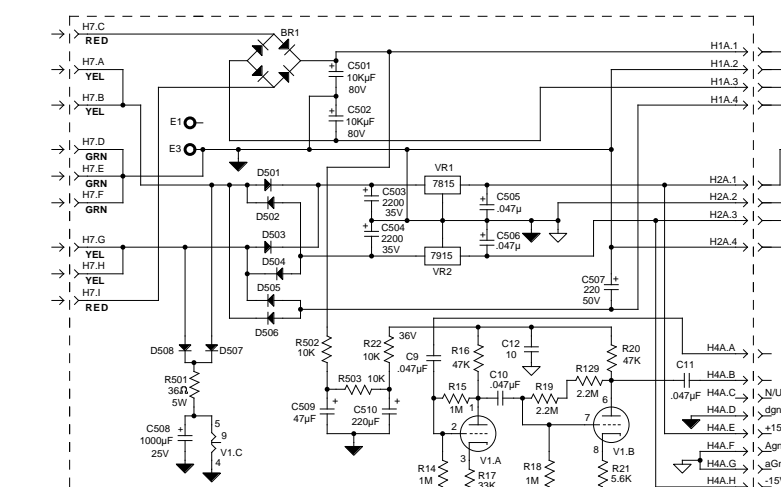 H7.C
RED
H7.A
YEL
H7.B
YEL
H7.D
GRN
H7.E
GRN
H7.F
GRN
H7.G
YEL
H7.H
YEL
H7.I
RED
BR1
+
C501
10KµF
80V
+
C502
10KµF
80V
E1
E3
H1A.1
H1A.2
H1A.3
H1A.4
D501
D502
D503
D504
D505
D506
+
C503
2200
35V
+
C504
2200
35V
VR1
7815
7915
VR2
+
C505
.047µ
+
C506
.047µ
H2A.1
H2A.2
H2A.3
H2A.4
C507
220
50V
+
D508
D507
R501
36Ω
5W
C508
1000µF
25V
+
5
9
4
V1.C
R502
10K
R22
10K
36V
R503
10K
C509
47µF
+
C510
220µF
+
C9
.047µF
R16
47K
C12
10
R20
47K
C10
.047µF
R15
1M
R19
2.2M
R129
2.2M
C11
.047µF
1
2
3
V1.A
6
7
8
V1.B
R14
1M
R17
33K
R18
1M
R21
5.6K
H4A.A
H4A.B
H4A.C
N/U
H4A.D
dgn
H4A.E
+15
H4A.F
Agn
H4A.G
aGr
H4A.H
-15V